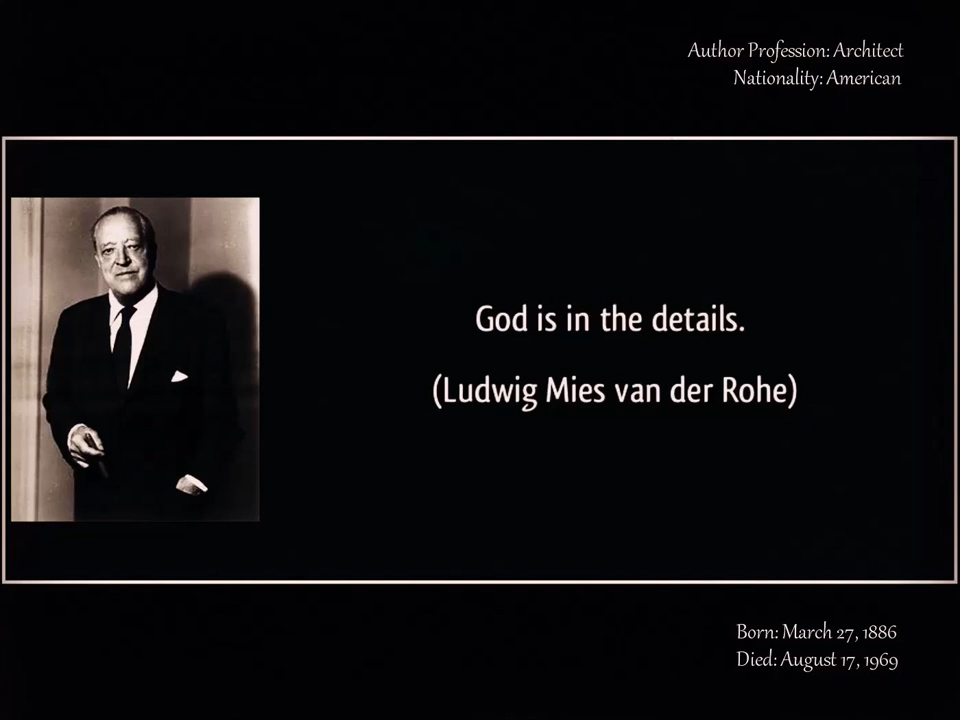 Author Profession: Architect
Nationality: American
God is in the details.
(Ludwig Mies van der Rohe)
Born: March 27, 1886
Died: August 17, 1969